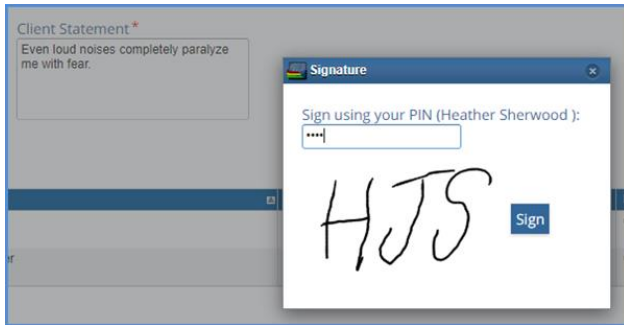 Client Statement *
Even loud noises completely paralyze
me with fear.
Signature
Sign using your PIN (Heather Sherwood ):
••••
HJS
Sign
er